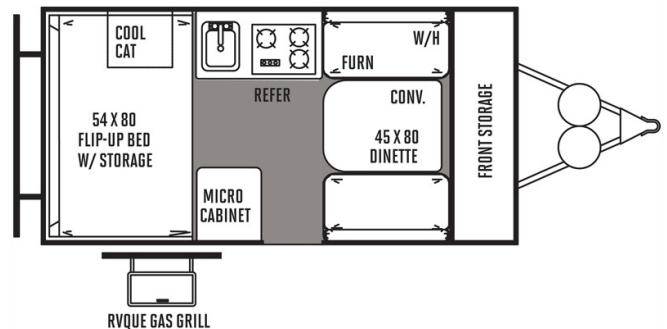 COOL
CAT
W/H
FURN
REFER
CONV.
54 X 80
FLIP-UP BED
W/ STORAGE
45 X 80
DINETTE
FRONT STORAGE
MICRO
CABINET
RVQUE GAS GRILL